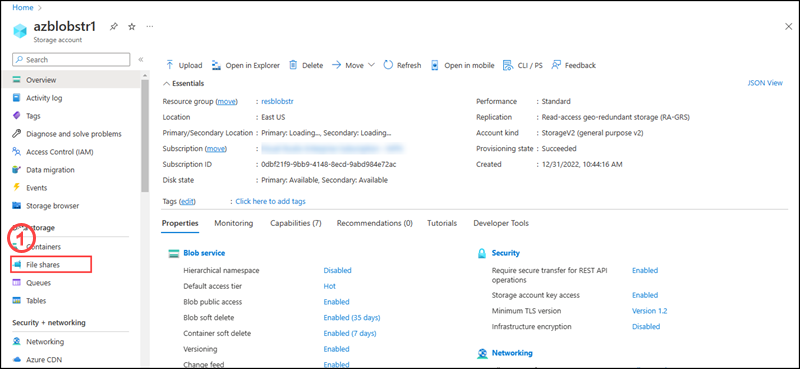 Home >
azblobstr1
Storage account
Search
Overview
Activity log
Tags
Diagnose and solve problems
Access Control (IAM)
Data migration
Events
Storage browser
storage
Containers
1
File shares
Queues
Tables
Security + networking
Networking
Azure CDN
Upload Open in Explorer Delete Move Refresh Open in mobile CLI / PS Feedback
Essentials JSON View
Resource group (move) : resblobstr
Location : East US
Primary/Secondary Location : Primary: Loading..., Secondary: Loading...
Subscription (move) :
Subscription ID : 0dbf21f9-9bb9-4148-8ecd-9abd984e72ac
Disk state : Primary: Available, Secondary: Available
Performance : Standard
Replication : Read-access geo-redundant storage (RA-GRS)
Account kind : StorageV2 (general purpose v2)
Provisioning state : Succeeded
Created : 12/31/2022, 10:44:16 AM
Tags (edit) : Click here to add tags
Properties Monitoring Capabilities (7) Recommendations (0) Tutorials Developer Tools
Blob service
Hierarchical namespace Disabled
Default access tier Hot
Blob public access Enabled
Blob soft delete Enabled (35 days)
Container soft delete Enabled (7 days)
Versioning Enabled
Change feed Enabled
Security
Require secure transfer for REST API Enabled
operations
Storage account key access Enabled
Minimum TLS version Version 1.2
Infrastructure encryption Disabled
Networking